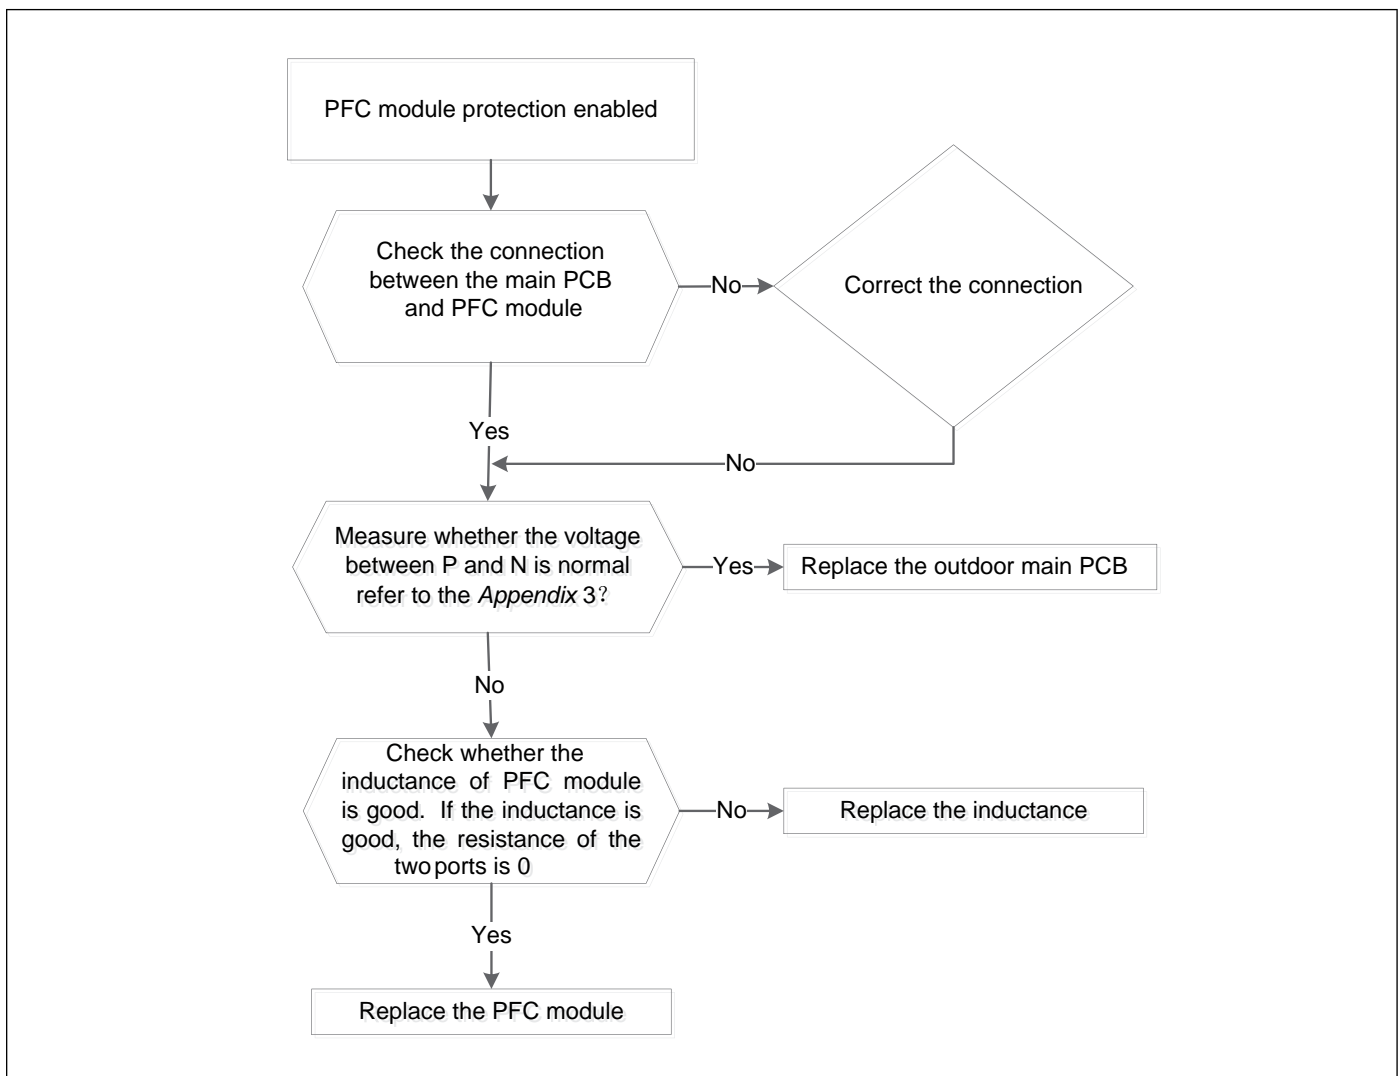 PFC module protection enabled
Check the connection
between the main PCB
and PFC module
No
Correct the connection
Yes
No
Measure whether the voltage
between P and N is normal
refer to the Appendix 3？
Yes
Replace the outdoor main PCB
No
Check whether the
inductance of PFC module
is good. If the inductance is
good, the resistance of the
two ports is 0
No
Replace the inductance
Yes
Replace the PFC module